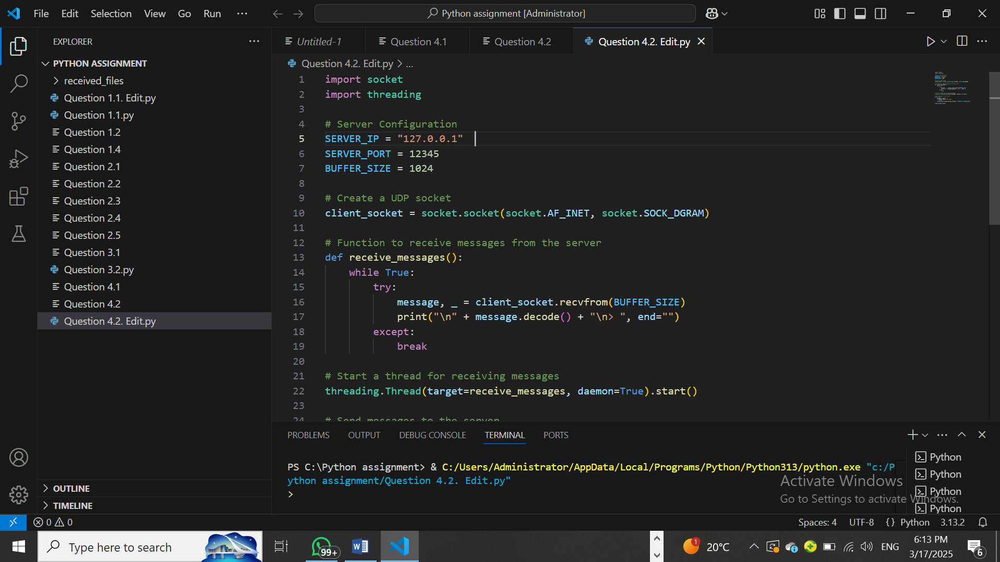 File Edit Selection View Go Run ··· Python assignment [Administrator]
EXPLORER ···
PYTHON ASSIGNMENT
received_files
Question 1.1. Edit.py
Question 1.1.py
Question 1.2
Question 1.4
Question 2.1
Question 2.2
Question 2.3
Question 2.4
Question 2.5
Question 3.1
Question 3.2.py
Question 4.1
Question 4.2
Question 4.2. Edit.py
OUTLINE
TIMELINE
Untitled-1 Question 4.1 Question 4.2 Question 4.2. Edit.py
Question 4.2. Edit.py > ...
1 import socket
2 import threading
3
4 # Server Configuration
5 SERVER_IP = "127.0.0.1"
6 SERVER_PORT = 12345
7 BUFFER_SIZE = 1024
8
9 # Create a UDP socket
10 client_socket = socket.socket(socket.AF_INET, socket.SOCK_DGRAM)
11
12 # Function to receive messages from the server
13 def receive_messages():
14 while True:
15 try:
16 message, _ = client_socket.recvfrom(BUFFER_SIZE)
17 print("\n" + message.decode() + "\n> ", end="")
18 except:
19 break
20
21 # Start a thread for receiving messages
22 threading.Thread(target=receive_messages, daemon=True).start()
23
24 # Send messages to the server
PROBLEMS OUTPUT DEBUG CONSOLE TERMINAL PORTS
PS C:\Python assignment> & C:/Users/Administrator/AppData/Local/Programs/Python/Python313/python.exe "c:/P
ython assignment/Question 4.2. Edit.py"
>
Python
Python
Python
Python
Activate Windows
Go to Settings to activate Windows.
0 0 Spaces: 4 UTF-8 {} Python 3.13.2
Type here to search 99+ 1 20°C ENG 6:13 PM
3/17/2025 6